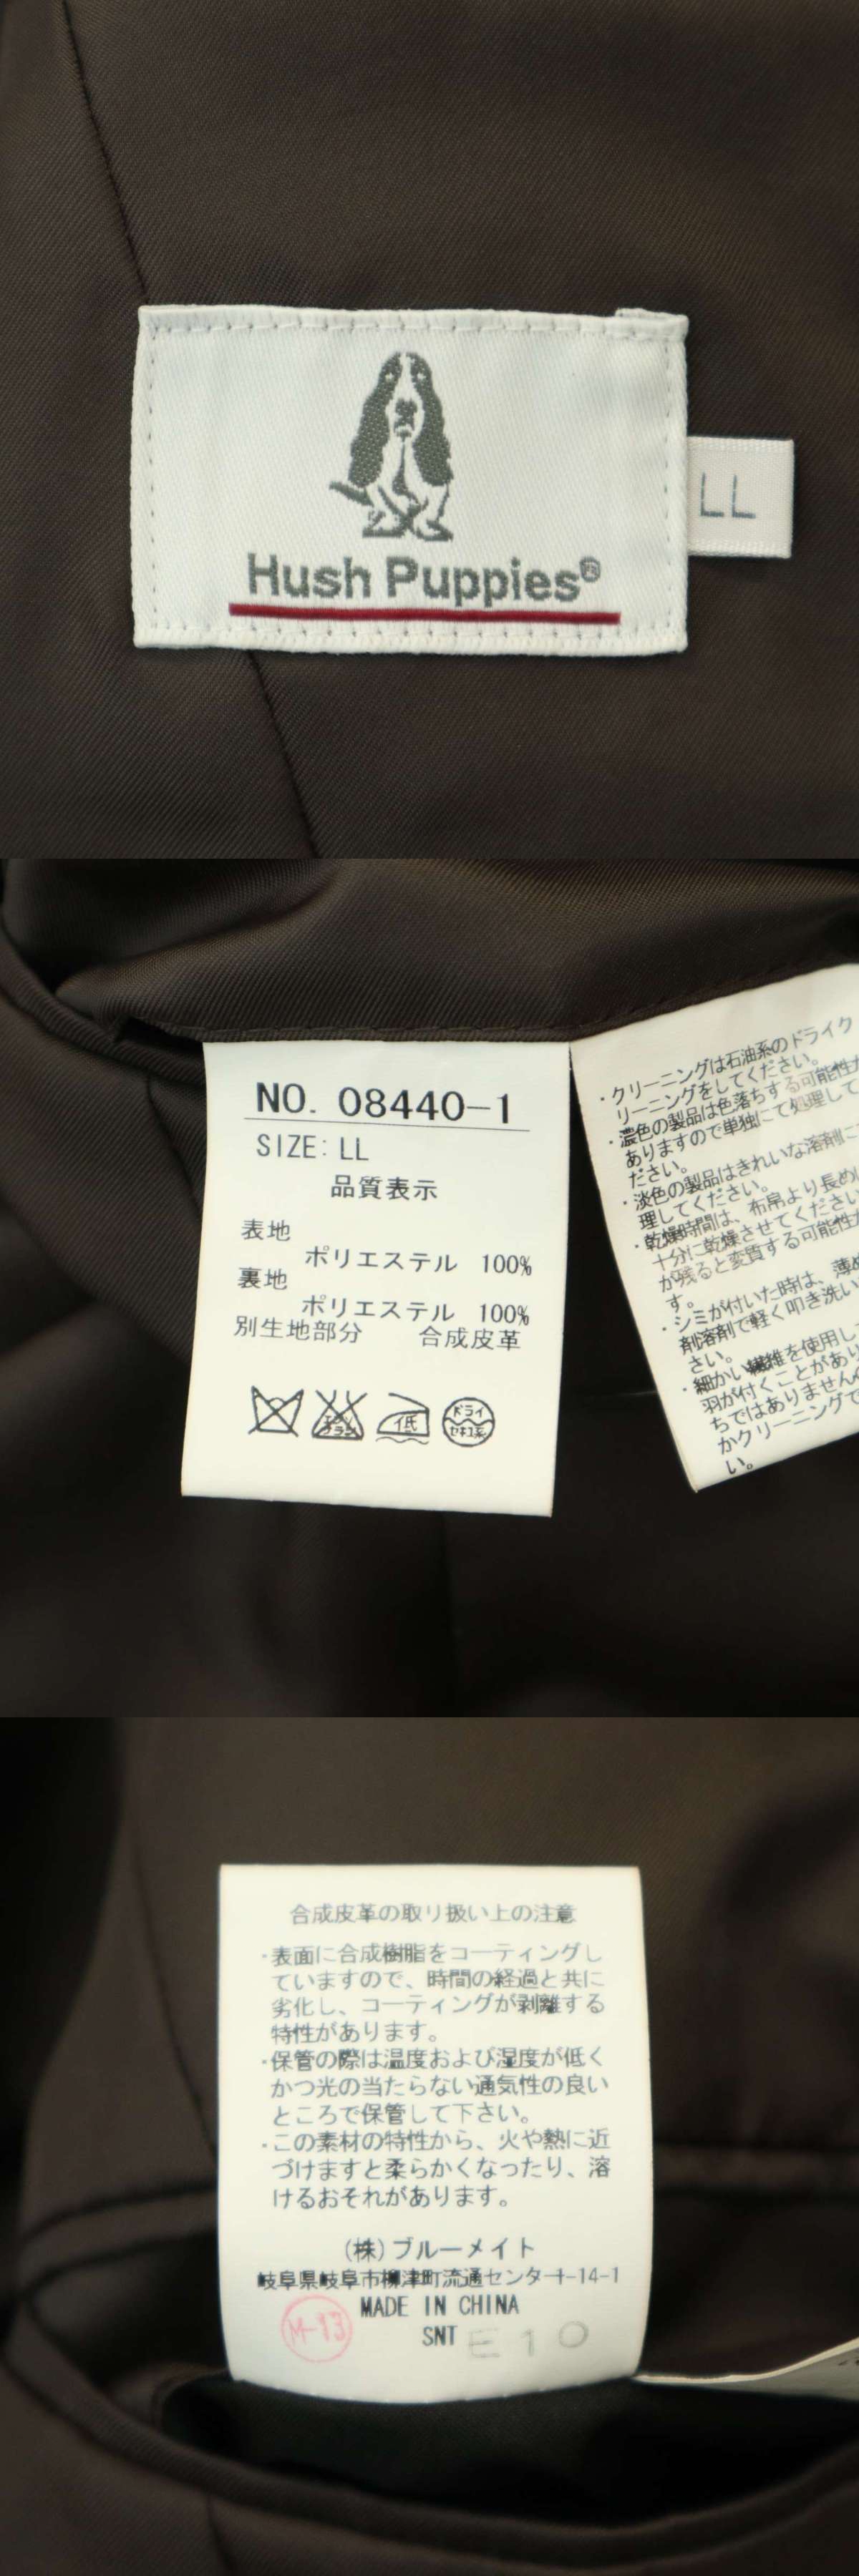 Hush Puppies®
LL
NO. 08440-1
SIZE: LL
品質表示
表地
ポリエステル 100%
裏地
ポリエステル 100%
別生地部分 合成皮革
エンソ
サラシ
低
ドライ
セキユ系
・クリーニングは石油系のドライク
リーニングをしてください。
・濃色の製品は色落ちする可能性が
ありますので単独にて処理して
ださい。
・淡色の製品はきれいな溶剤に
理してください。
・乾燥時間は、布帛より長め
十分に乾燥させてください
が残ると変質する可能性が
す。
・シミが付いた時は、薄め
剤溶剤で軽く叩き洗い
さい。
・細かい繊維を使用し
羽が付くことがあり
ちではありません
かクリーニングで
い。
合成皮革の取り扱い上の注意
・表面に合成樹脂をコーティングし
ていますので、時間の経過と共に
劣化し、コーティングが剥離する
特性があります。
・保管の際は温度および湿度が低く
かつ光の当たらない通気性の良い
ところで保管して下さい。
・この素材の特性から、火や熱に近
づけますと柔らかくなったり、溶
けるおそれがあります。
(株)ブルーメイト
岐阜県岐阜市柳津町流通センター1-14-1
MADE IN CHINA
M-13
SNT E10